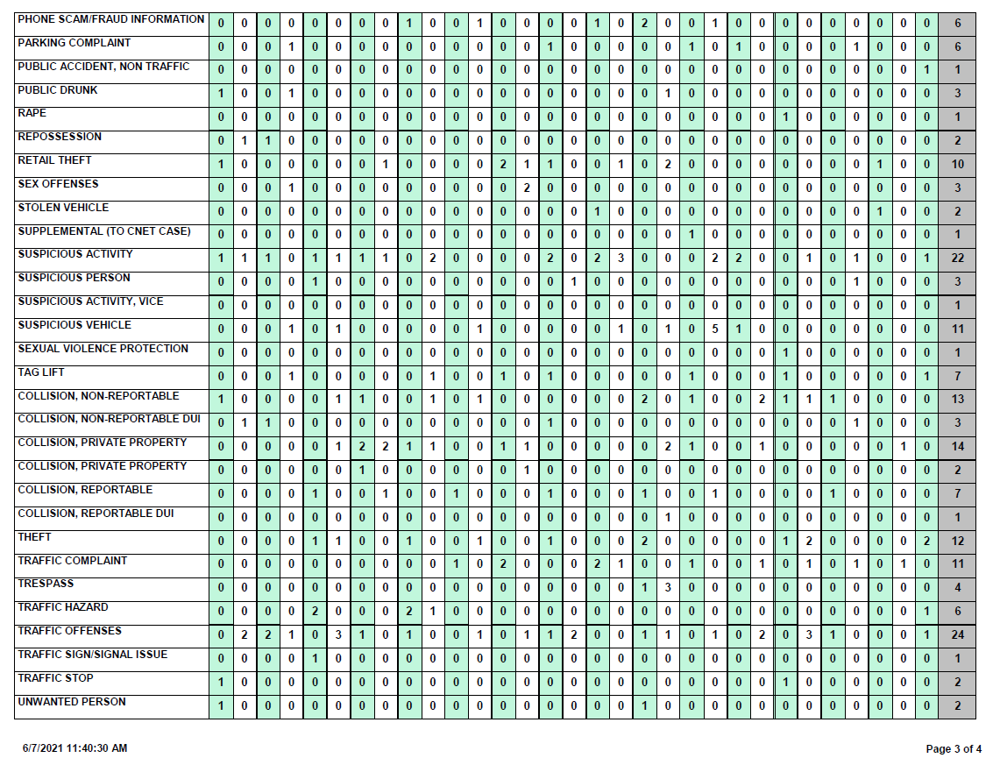 PHONE SCAM/FRAUD INFORMATION 0 0 0 0 0 0 0 0 1 0 0 1 0 0 0 0 1 0 2 0 0 1 0 0 0 0 0 0 0 0 0 6
PARKING COMPLAINT 0 0 0 1 0 0 0 0 0 0 0 0 0 0 1 0 0 0 0 0 1 0 1 0 0 0 0 1 0 0 0 6
PUBLIC ACCIDENT, NON TRAFFIC 0 0 0 0 0 0 0 0 0 0 0 0 0 0 0 0 0 0 0 0 0 0 0 0 0 0 0 0 0 0 1 1
PUBLIC DRUNK 1 0 0 1 0 0 0 0 0 0 0 0 0 0 0 0 0 0 0 1 0 0 0 0 0 0 0 0 0 0 0 3
RAPE 0 0 0 0 0 0 0 0 0 0 0 0 0 0 0 0 0 0 0 0 0 0 0 0 1 0 0 0 0 0 0 1
REPOSSESSION 0 1 1 0 0 0 0 0 0 0 0 0 0 0 0 0 0 0 0 0 0 0 0 0 0 0 0 0 0 0 0 2
RETAIL THEFT 1 0 0 0 0 0 0 1 0 0 0 0 2 1 1 0 0 1 0 2 0 0 0 0 0 0 0 0 1 0 0 10
SEX OFFENSES 0 0 0 1 0 0 0 0 0 0 0 0 0 2 0 0 0 0 0 0 0 0 0 0 0 0 0 0 0 0 0 3
STOLEN VEHICLE 0 0 0 0 0 0 0 0 0 0 0 0 0 0 0 0 1 0 0 0 0 0 0 0 0 0 0 0 1 0 0 2
SUPPLEMENTAL (TO CNET CASE) 0 0 0 0 0 0 0 0 0 0 0 0 0 0 0 0 0 0 0 0 1 0 0 0 0 0 0 0 0 0 0 1
SUSPICIOUS ACTIVITY 1 1 1 0 1 1 1 1 0 2 0 0 0 0 2 0 2 3 0 0 0 2 2 0 0 1 0 1 0 0 1 22
SUSPICIOUS PERSON 0 0 0 0 1 0 0 0 0 0 0 0 0 0 0 1 0 0 0 0 0 0 0 0 0 0 0 1 0 0 0 3
SUSPICIOUS ACTIVITY, VICE 0 0 0 0 0 0 0 0 0 0 0 0 0 0 0 0 0 0 0 0 0 0 0 0 0 0 0 0 0 0 0 1
SUSPICIOUS VEHICLE 0 0 0 1 0 1 0 0 0 0 0 1 0 0 0 0 0 1 0 1 0 5 1 0 0 0 0 0 0 0 0 11
SEXUAL VIOLENCE PROTECTION 0 0 0 0 0 0 0 0 0 0 0 0 0 0 0 0 0 0 0 0 0 0 0 0 1 0 0 0 0 0 0 1
TAG LIFT 0 0 0 1 0 0 0 0 0 1 0 0 1 0 1 0 0 0 0 0 1 0 0 0 1 0 0 0 0 0 1 7
COLLISION, NON-REPORTABLE 1 0 0 0 0 1 1 0 0 1 0 1 0 0 0 0 0 0 2 0 1 0 0 2 1 1 1 0 0 0 0 13
COLLISION, NON-REPORTABLE DUI 0 1 1 0 0 0 0 0 0 0 0 0 0 0 1 0 0 0 0 0 0 0 0 0 0 0 0 1 0 0 0 3
COLLISION, PRIVATE PROPERTY 0 0 0 0 0 1 2 2 1 1 0 0 1 1 0 0 0 0 0 2 1 0 0 1 0 0 0 0 0 1 0 14
COLLISION, PRIVATE PROPERTY 0 0 0 0 0 0 1 0 0 0 0 0 0 1 0 0 0 0 0 0 0 0 0 0 0 0 0 0 0 0 0 2
COLLISION, REPORTABLE 0 0 0 0 1 0 0 1 0 0 1 0 0 0 1 0 0 0 1 0 0 1 0 0 0 0 1 0 0 0 0 7
COLLISION, REPORTABLE DUI 0 0 0 0 0 0 0 0 0 0 0 0 0 0 0 0 0 0 0 1 0 0 0 0 0 0 0 0 0 0 0 1
THEFT 0 0 0 0 1 1 0 0 1 0 0 1 0 0 1 0 0 0 2 0 0 0 0 0 1 2 0 0 0 0 2 12
TRAFFIC COMPLAINT 0 0 0 0 0 0 0 0 0 0 1 0 2 0 0 0 2 1 0 0 1 0 0 1 0 1 0 1 0 1 0 11
TRESPASS 0 0 0 0 0 0 0 0 0 0 0 0 0 0 0 0 0 0 1 3 0 0 0 0 0 0 0 0 0 0 0 4
TRAFFIC HAZARD 0 0 0 0 2 0 0 0 2 1 0 0 0 0 0 0 0 0 0 0 0 0 0 0 0 0 0 0 0 0 1 6
TRAFFIC OFFENSES 0 2 2 1 0 3 1 0 1 0 0 1 0 1 1 2 0 0 1 1 0 1 0 2 0 3 1 0 0 0 1 24
TRAFFIC SIGN/SIGNAL ISSUE 0 0 0 0 1 0 0 0 0 0 0 0 0 0 0 0 0 0 0 0 0 0 0 0 0 0 0 0 0 0 0 1
TRAFFIC STOP 1 0 0 0 0 0 0 0 0 0 0 0 0 0 0 0 0 0 0 0 0 0 0 0 1 0 0 0 0 0 0 2
UNWANTED PERSON 1 0 0 0 0 0 0 0 0 0 0 0 0 0 0 0 0 0 1 0 0 0 0 0 0 0 0 0 0 0 0 2
6/7/2021 11:40:30 AM
Page 3 of 4